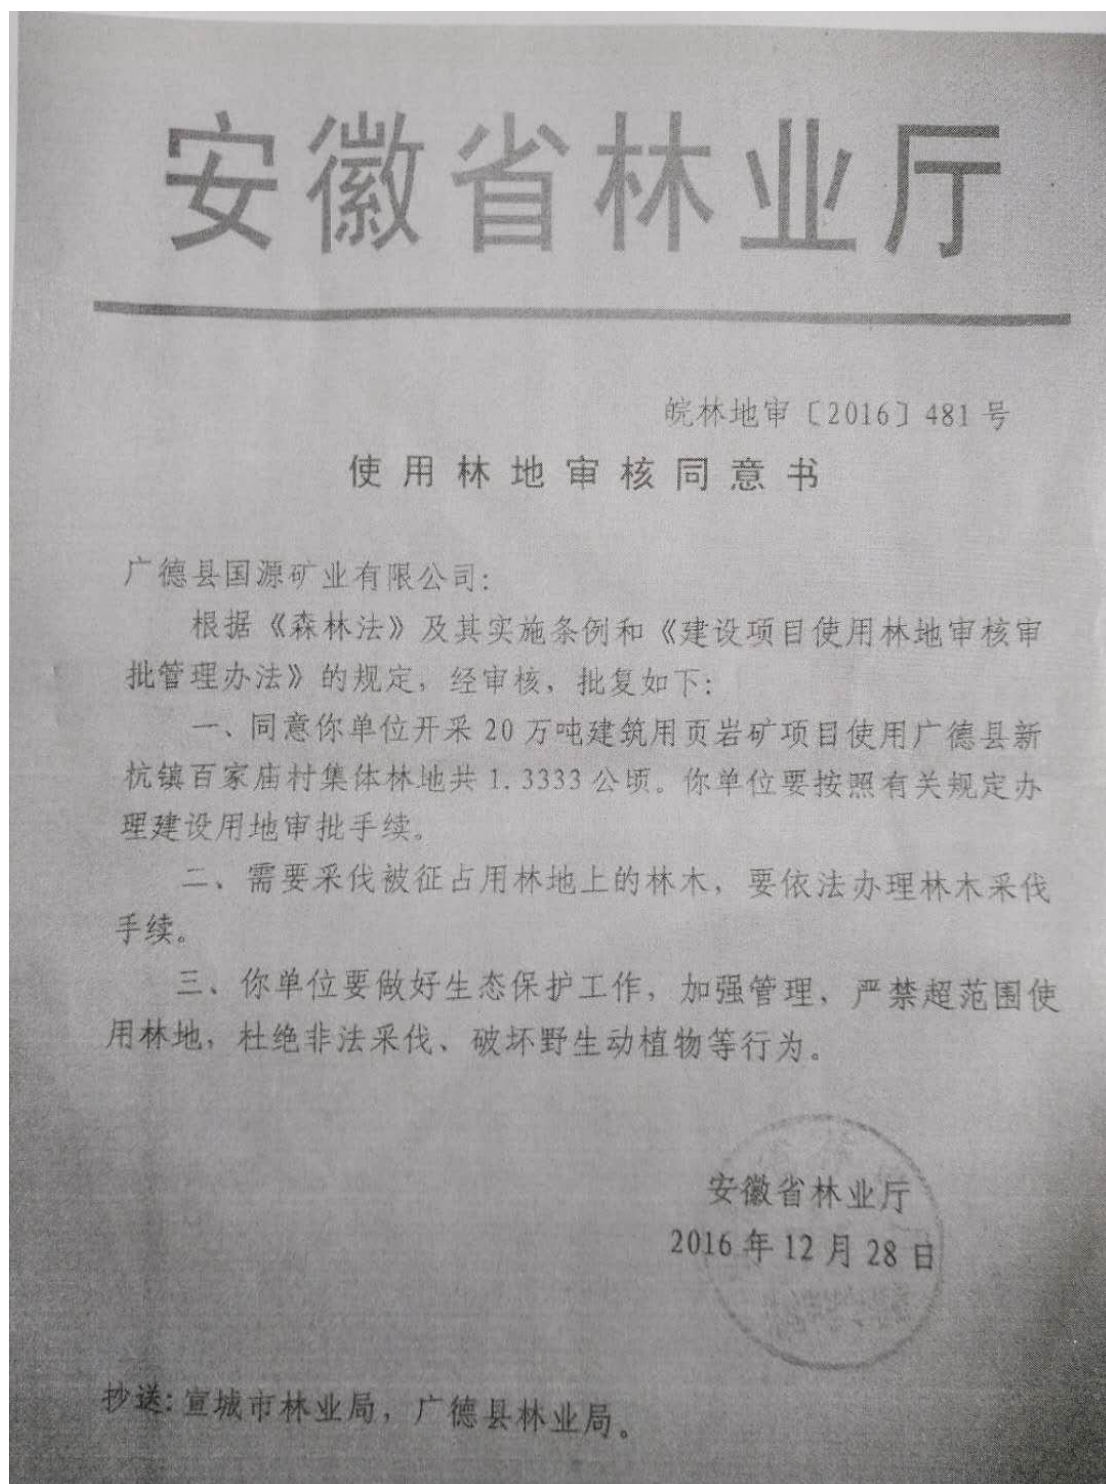 安徽省林业厅
皖林地审〔2016〕481号
使用林地审核同意书
广德县国源矿业有限公司:
根据《森林法》及其实施条例和《建设项目使用林地审核审
批管理办法》的规定，经审核，批复如下:
一、同意你单位开采20万吨建筑用页岩矿项目使用广德县新
杭镇百家庙村集体林地共1.3333公顷。你单位要按照有关规定办
理建设用地审批手续。
二、需要采伐被征占用林地上的林木，要依法办理林木采伐
手续。
三、你单位要做好生态保护工作，加强管理，严禁超范围使
用林地，杜绝非法采伐、破坏野生动植物等行为。
安徽省林业厅
2016年12月28日
抄送:宣城市林业局，广德县林业局。